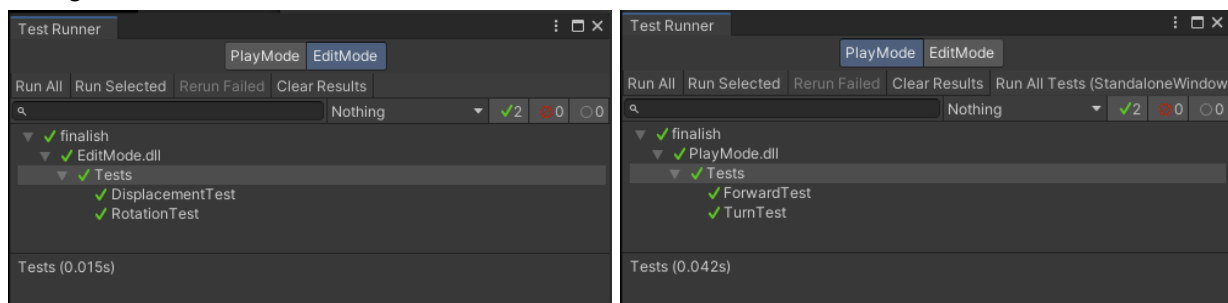 Test Runner
PlayMode EditMode
Run All Run Selected Rerun Failed Clear Results
Nothing 2 0 0
finalish
EditMode.dll
Tests
DisplacementTest
RotationTest
Tests (0.015s)
Test Runner
PlayMode EditMode
Run All Run Selected Rerun Failed Clear Results Run All Tests (StandaloneWindow
Nothing 2 0 0
finalish
PlayMode.dll
Tests
ForwardTest
TurnTest
Tests (0.042s)